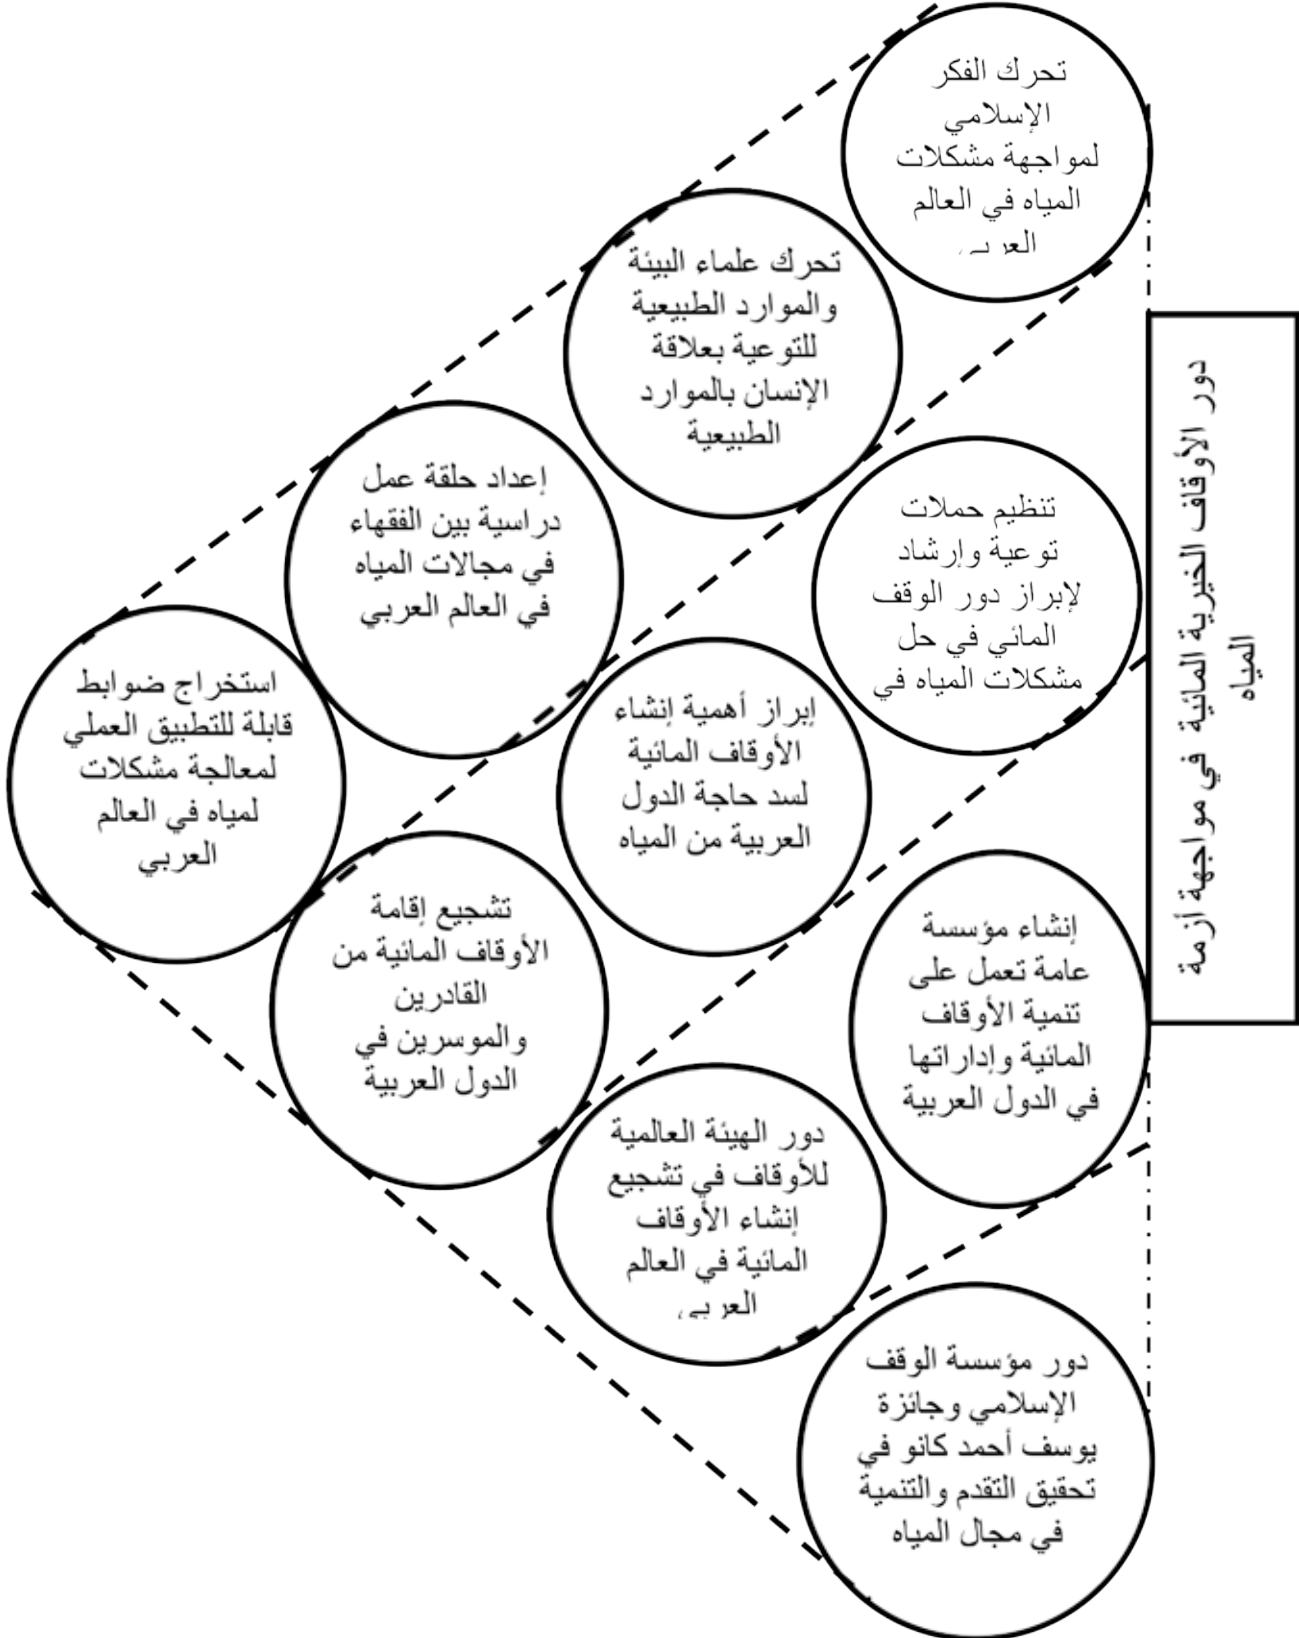 دور الأوقاف الخيرية المائية في مواجهة أزمة
المياه
تحرك الفكر
الإسلامي
لمواجهة مشكلات
المياه في العالم
العربي
تحرك علماء البيئة
والموارد الطبيعية
للتوعية بعلاقة
الإنسان بالموارد
الطبيعية
إعداد حلقة عمل
دراسية بين الفقهاء
في مجالات المياه
في العالم العربي
استخراج ضوابط
قابلة للتطبيق العملي
لمعالجة مشكلات
لمياه في العالم
العربي
تنظيم حملات
توعية وإرشاد
لإبراز دور الوقف
المائي في حل
مشكلات المياه في
إبراز أهمية إنشاء
الأوقاف المائية
لسد حاجة الدول
العربية من المياه
تشجيع إقامة
الأوقاف المائية من
القادرين
والموسرين في
الدول العربية
إنشاء مؤسسة
عامة تعمل على
تنمية الأوقاف
المائية وإداراتها
في الدول العربية
دور الهيئة العالمية
للأوقاف في تشجيع
إنشاء الأوقاف
المائية في العالم
العربي
دور مؤسسة الوقف
الإسلامي وجائزة
يوسف أحمد كانو في
تحقيق التقدم والتنمية
في مجال المياه